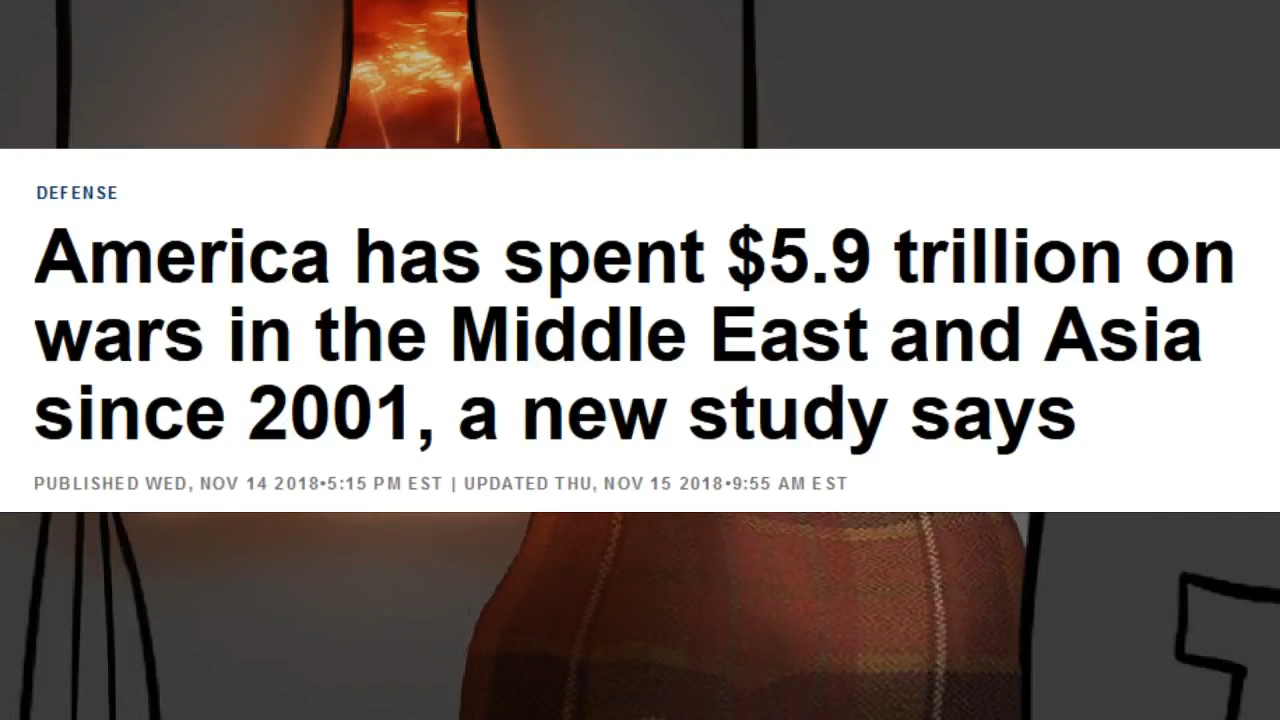 DEFENSE
America has spent $5.9 trillion on
wars in the Middle East and Asia
since 2001, a new study says
PUBLISHED WED, NOV 14 2018•5:15 PM EST | UPDATED THU, NOV 15 2018•9:55 AM EST